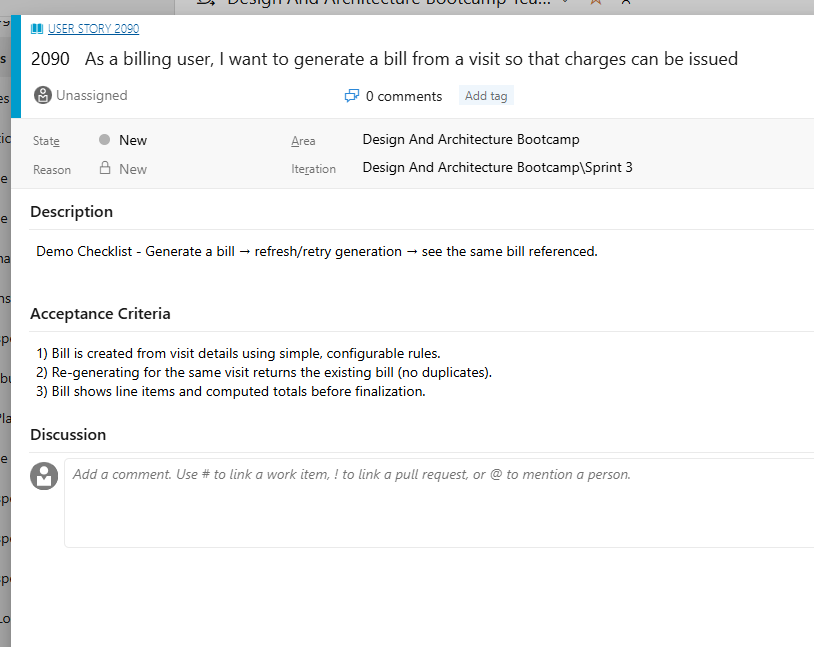 USER STORY 2090
2090 As a billing user, I want to generate a bill from a visit so that charges can be issued
Unassigned
0 comments
Add tag
State
New
Area
Design And Architecture Bootcamp
Reason
New
Iteration
Design And Architecture Bootcamp\Sprint 3
Description
Demo Checklist - Generate a bill → refresh/retry generation → see the same bill referenced.
Acceptance Criteria
1) Bill is created from visit details using simple, configurable rules.
2) Re-generating for the same visit returns the existing bill (no duplicates).
3) Bill shows line items and computed totals before finalization.
Discussion
Add a comment. Use # to link a work item, ! to link a pull request, or @ to mention a person.